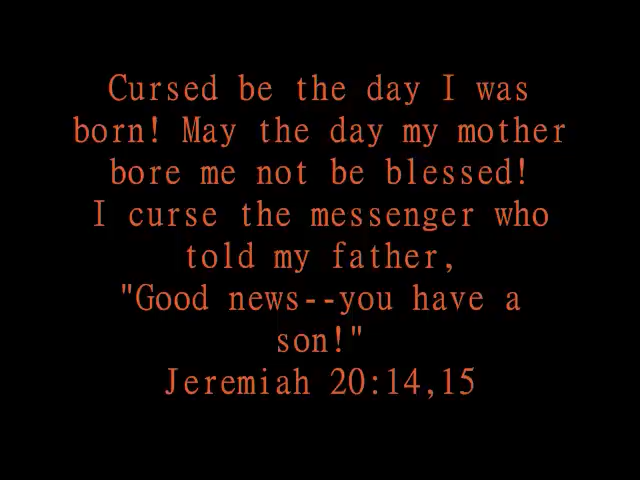 Cursed be the day I was
born! May the day my mother
bore me not be blessed!
I curse the messenger who
told my father,
"Good news--you have a
son!"
Jeremiah 20:14,15